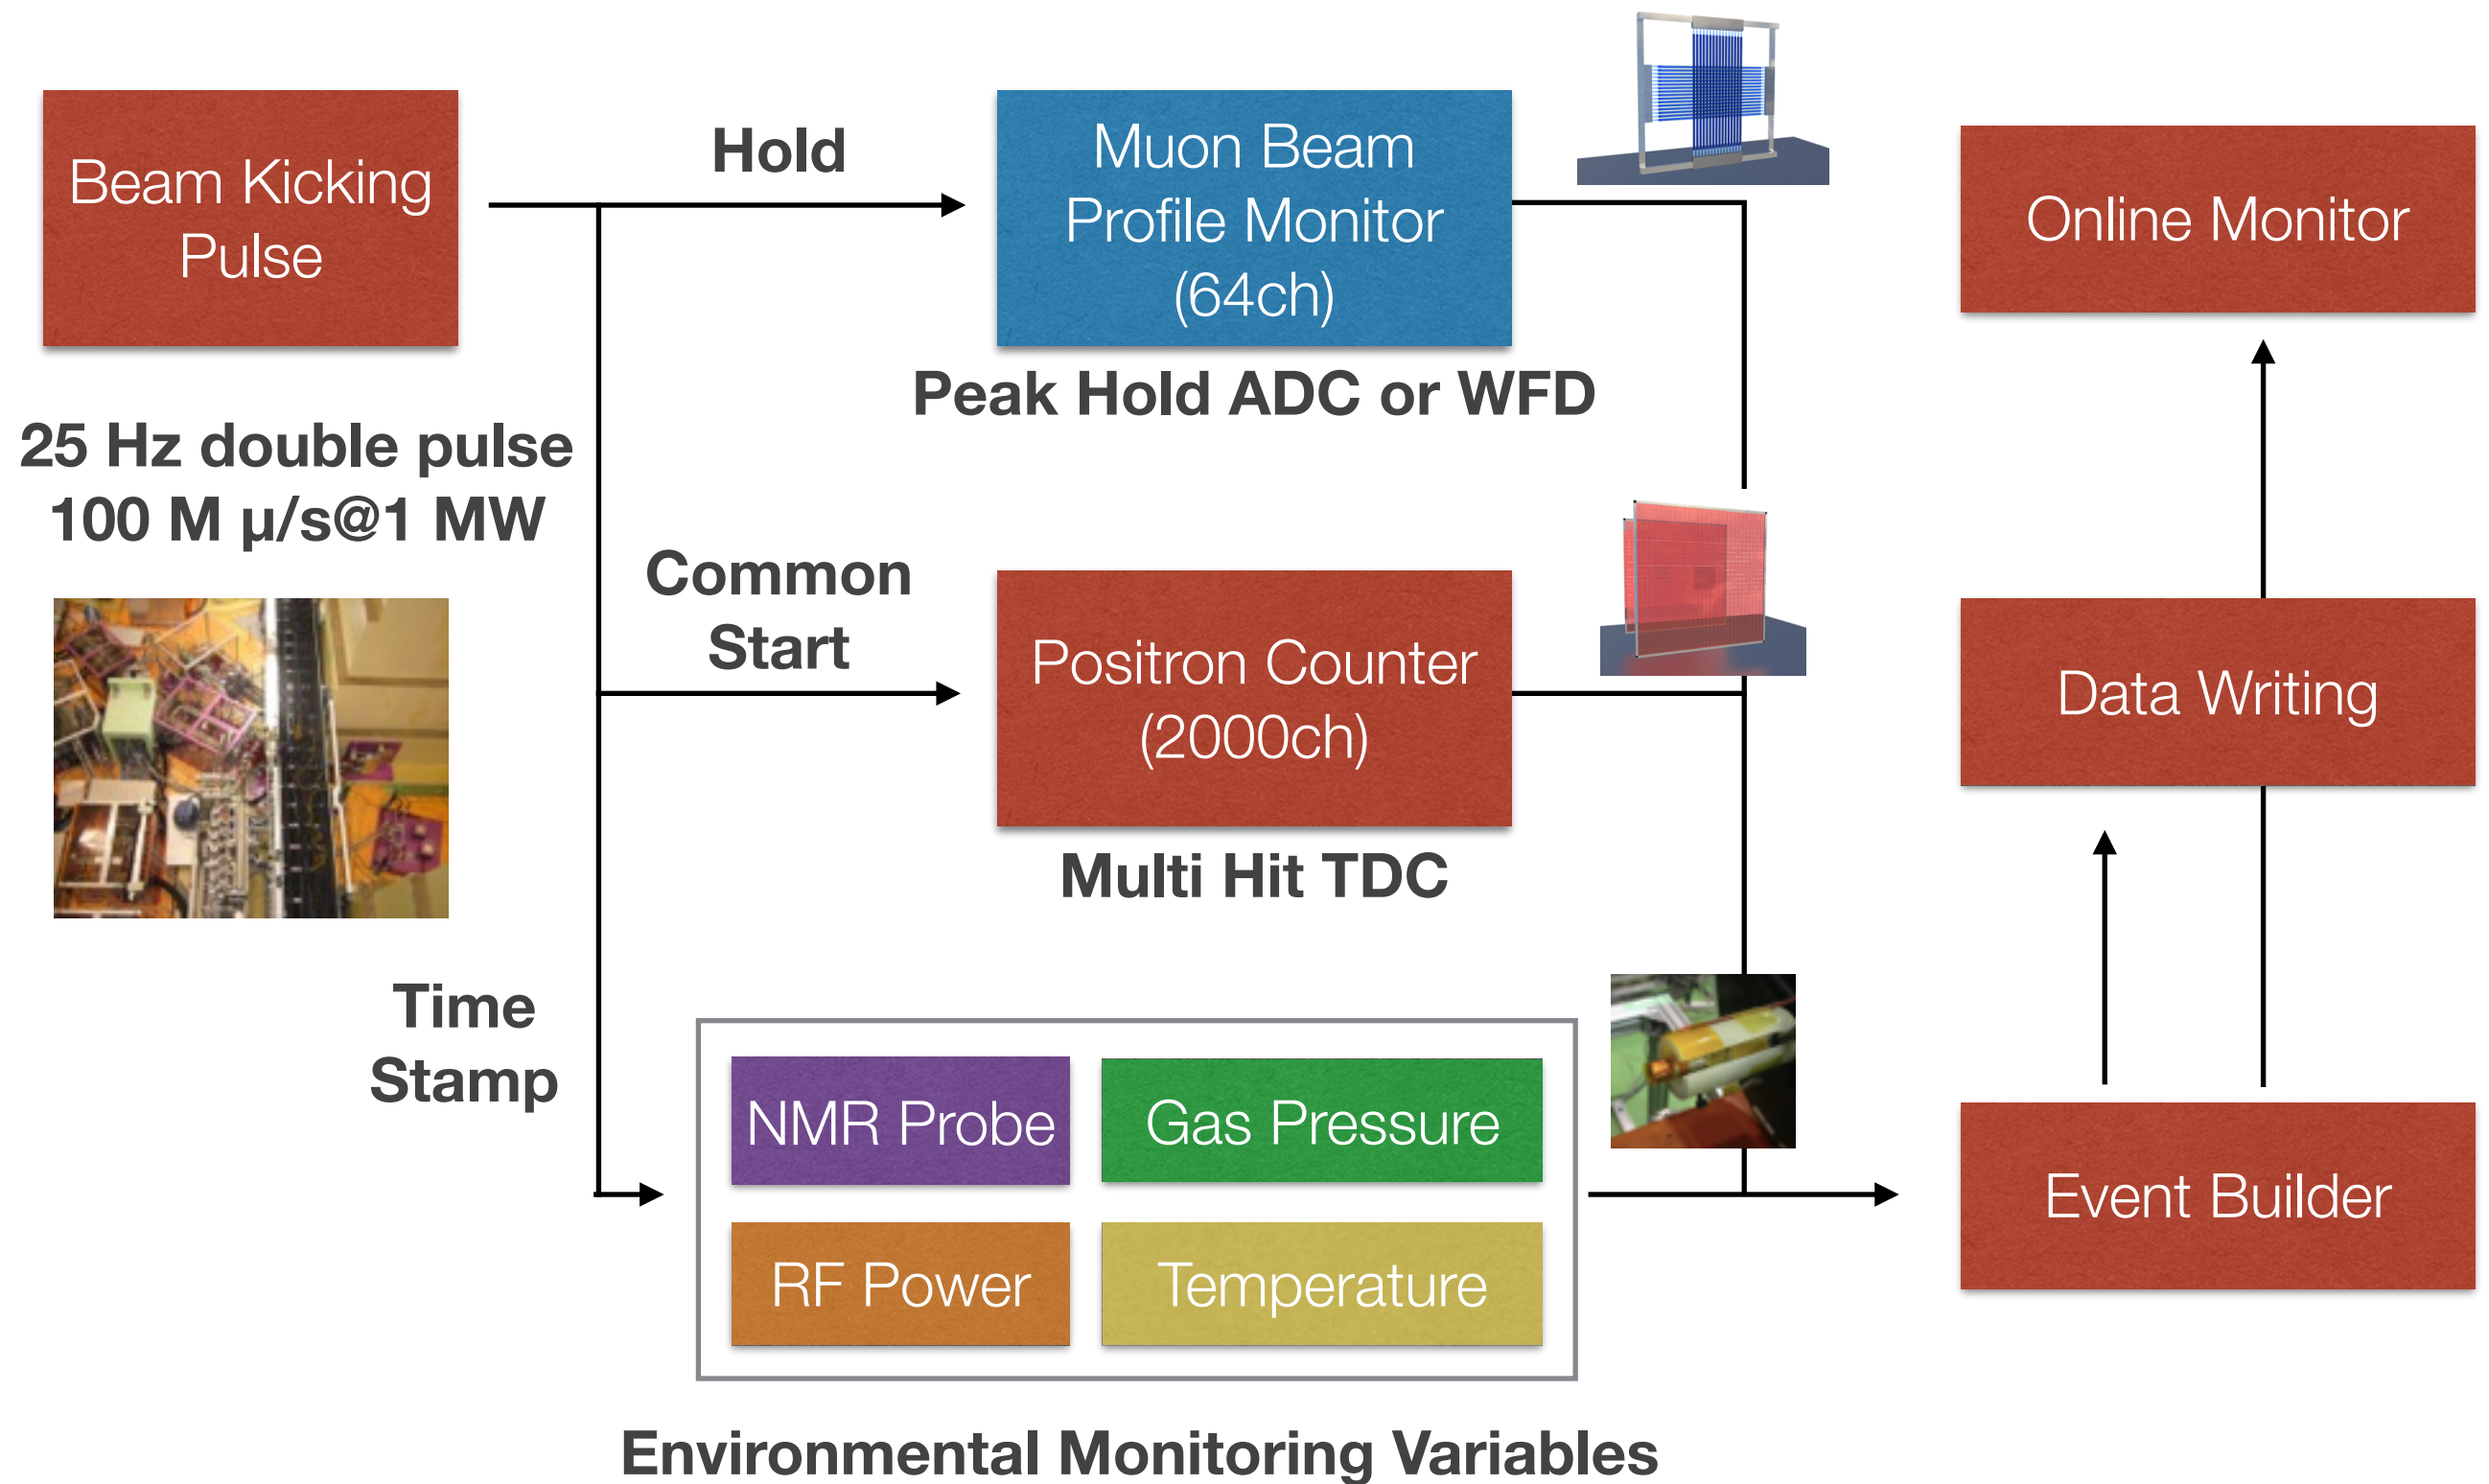 Beam Kicking
Pulse
25 Hz double pulse
100 M μ/s@1 MW
Hold
Muon Beam
Profile Monitor
(64ch)
Peak Hold ADC or WFD
Common
Start
Positron Counter
(2000ch)
Multi Hit TDC
Time
Stamp
NMR Probe
Gas Pressure
RF Power
Temperature
Environmental Monitoring Variables
Online Monitor
Data Writing
Event Builder